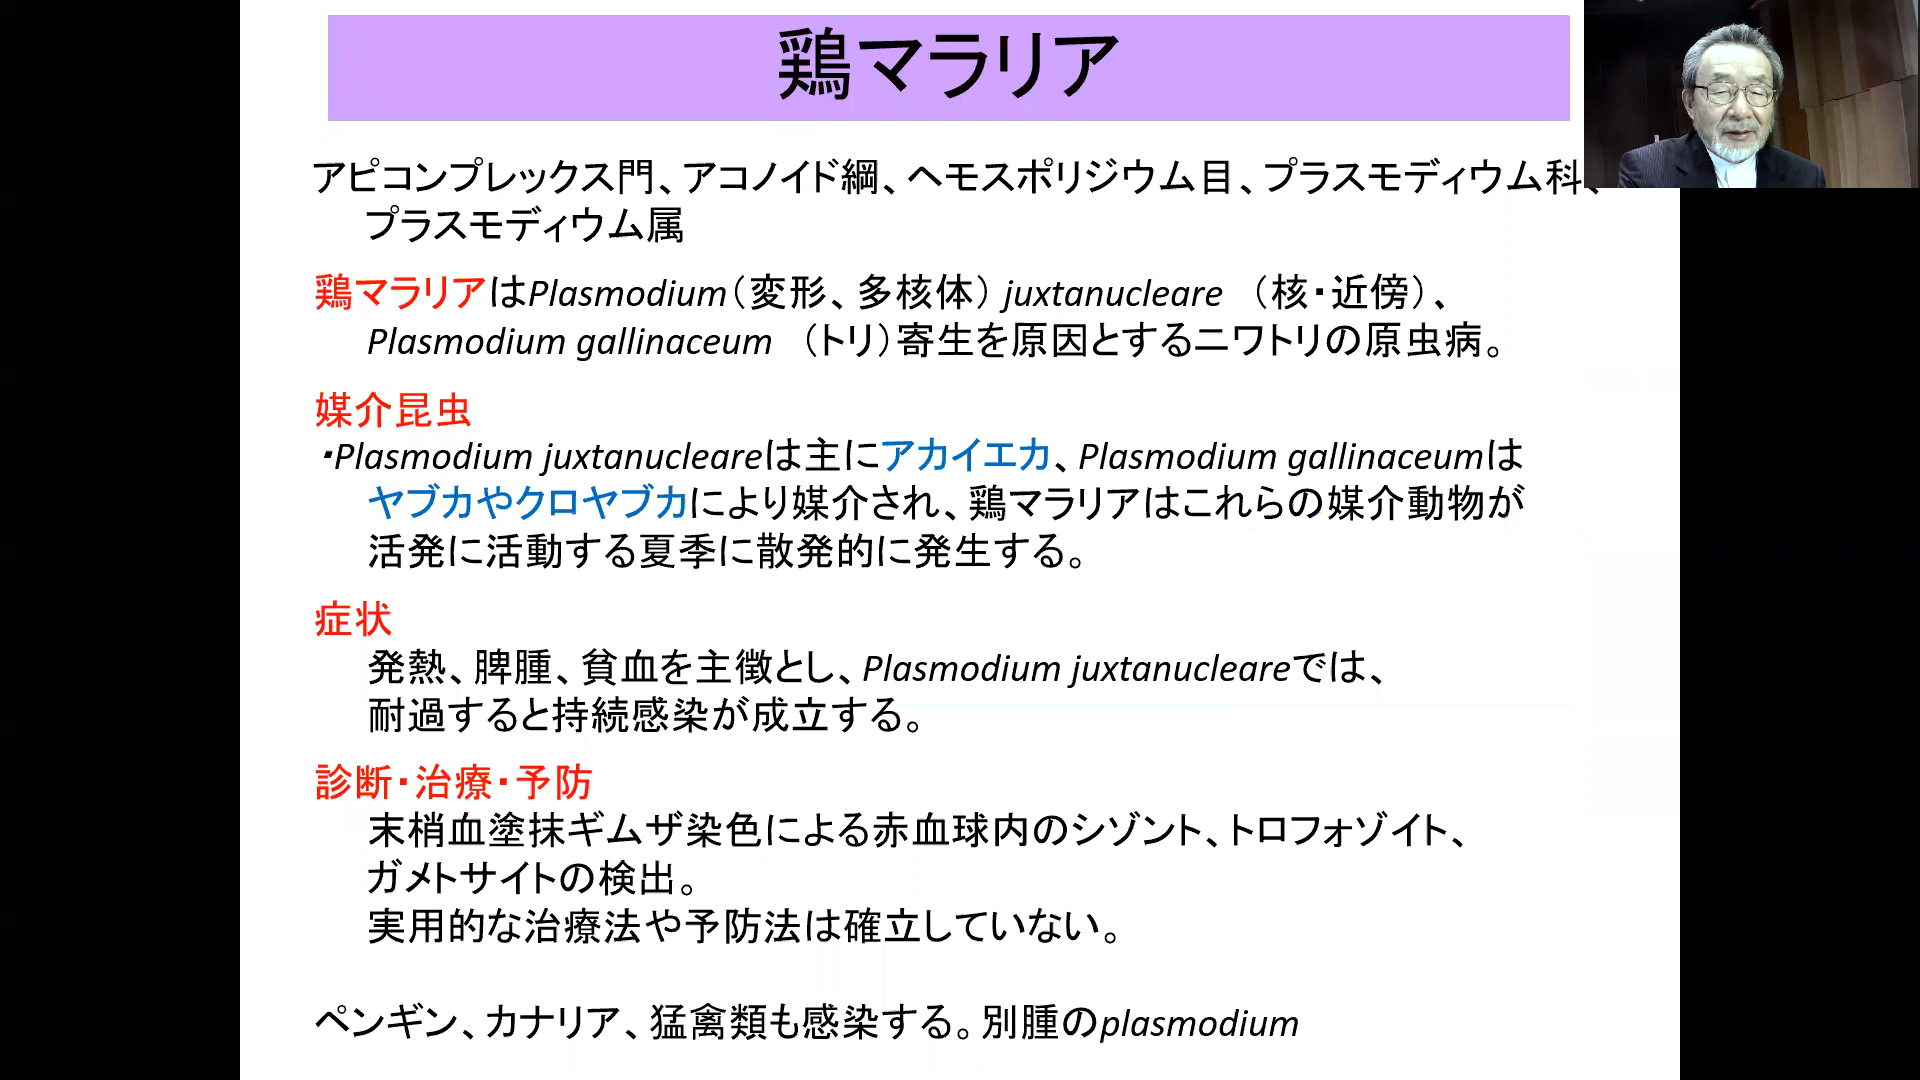 鶏マラリア
アピコンプレックス門、アコノイド綱、ヘモスポリジウム目、プラスモディウム科、
プラスモディウム属
鶏マラリアはPlasmodium（変形、多核体） juxtanucleare （核・近傍）、
Plasmodium gallinaceum （トリ）寄生を原因とするニワトリの原虫病。
媒介昆虫
・Plasmodium juxtanucleareは主にアカイエカ、Plasmodium gallinaceumは
ヤブカやクロヤブカにより媒介され、鶏マラリアはこれらの媒介動物が
活発に活動する夏季に散発的に発生する。
症状
発熱、脾腫、貧血を主徴とし、Plasmodium juxtanucleareでは、
耐過すると持続感染が成立する。
診断・治療・予防
末梢血塗抹ギムザ染色による赤血球内のシゾント、トロフォゾイト、
ガメトサイトの検出。
実用的な治療法や予防法は確立していない。
ペンギン、カナリア、猛禽類も感染する。別腫のplasmodium